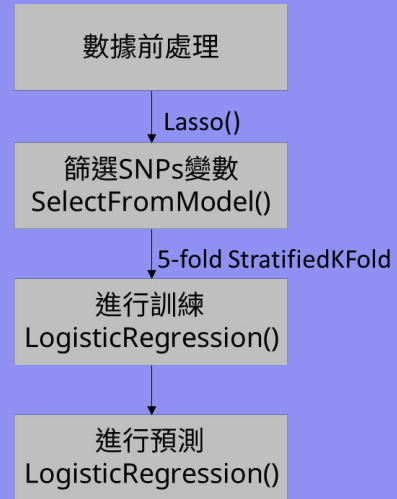 數據前處理
Lasso()
篩選SNPs變數
SelectFromModel()
5-fold StratifiedKFold
進行訓練
LogisticRegression()
進行預測
LogisticRegression()